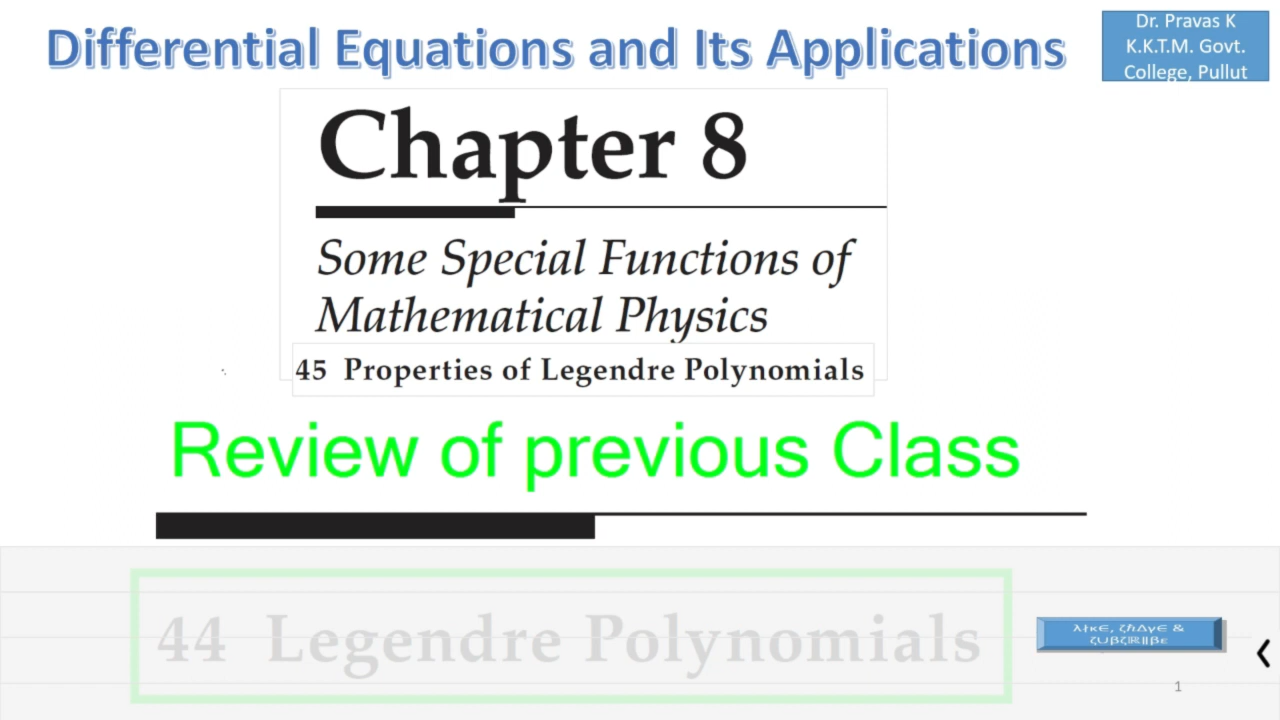 Differential Equations and Its Applications
Dr. Pravas K
K.K.T.M. Govt.
College, Pullut
Chapter 8
Some Special Functions of
Mathematical Physics
45 Properties of Legendre Polynomials
Review of previous Class
44 Legendre Polynomials
1